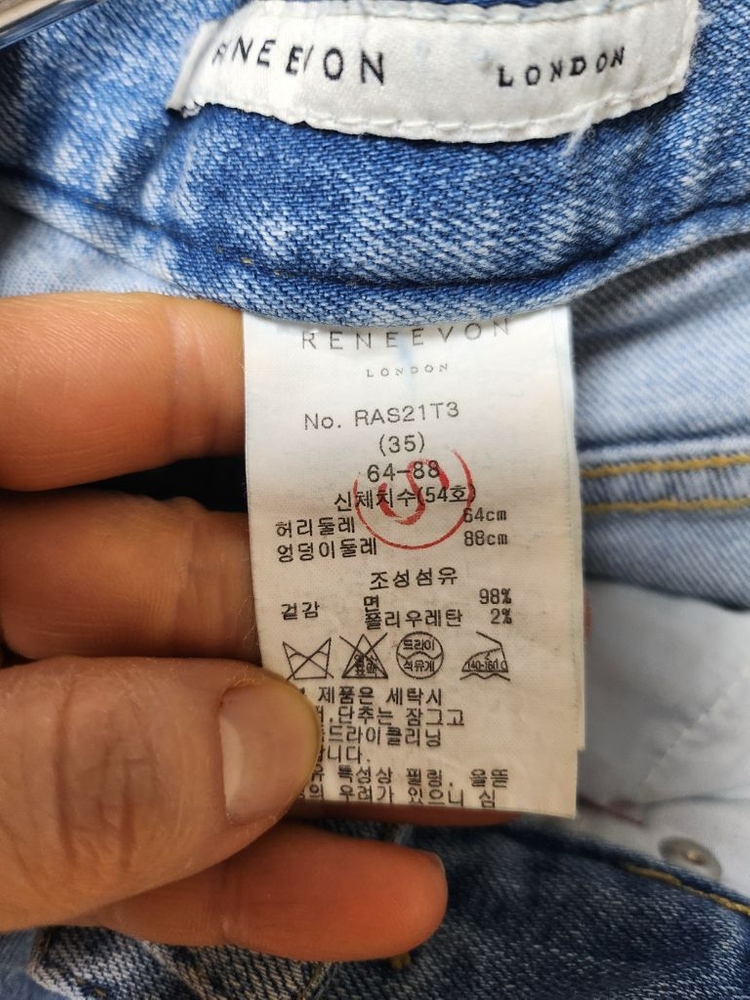 RENEEVON LONDON
RENEEVON
LONDON
No. RAS21T3
(35)
64-88
S
신체치수(54호)
허리둘레 64cm
엉덩이둘레 88cm
조성섬유
겉감 면 98%
폴리우레탄 2%
드라이
석유계
140-160℃
제품은 세탁시
단추는 잠그고
드라이클리닝
니다.
특성상 필링, 올뜯
의 우려가 있으니 심